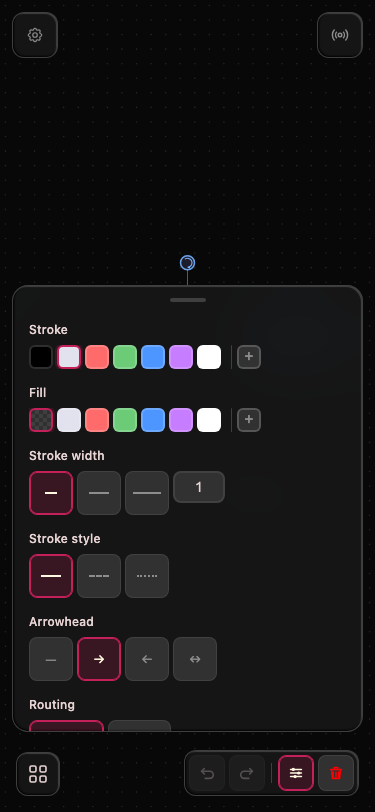 Stroke
Fill
Stroke width
1
Stroke style
Arrowhead
Routing